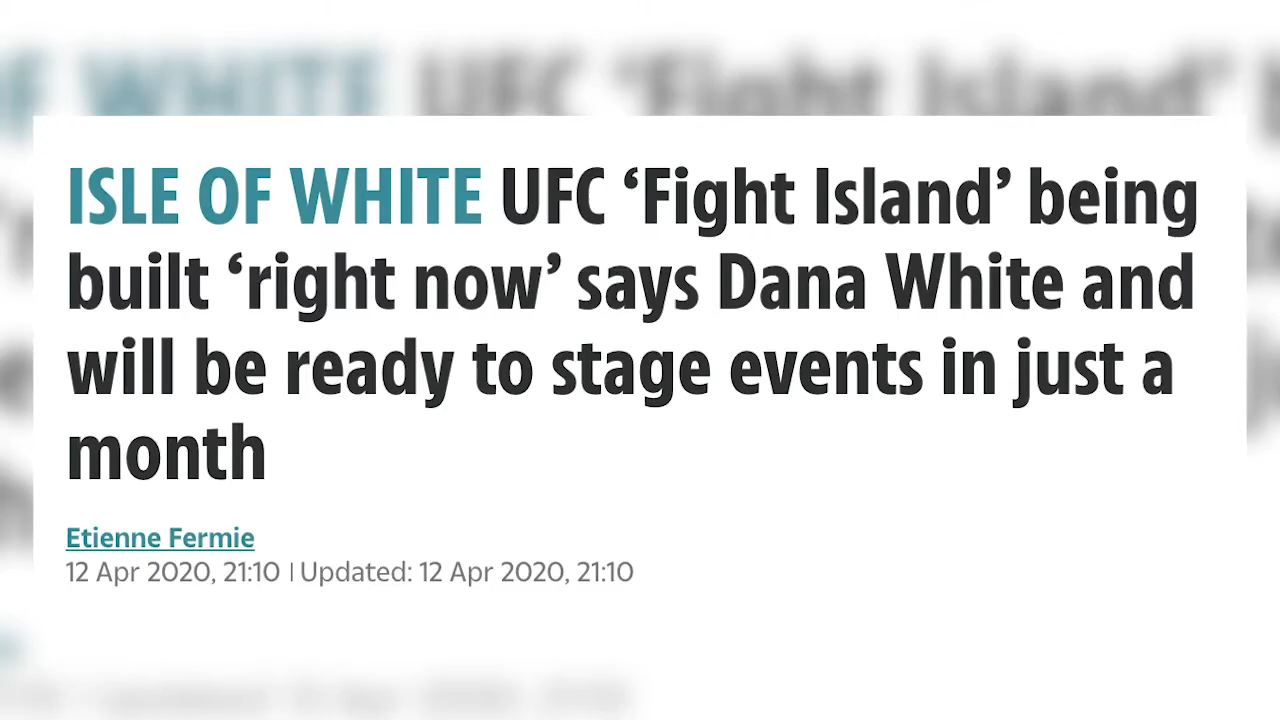 ISLE OF WHITE UFC ‘Fight Island’ being
built ‘right now’ says Dana White and
will be ready to stage events in just a
month
Etienne Fermie
12 Apr 2020, 21:10 | Updated: 12 Apr 2020, 21:10